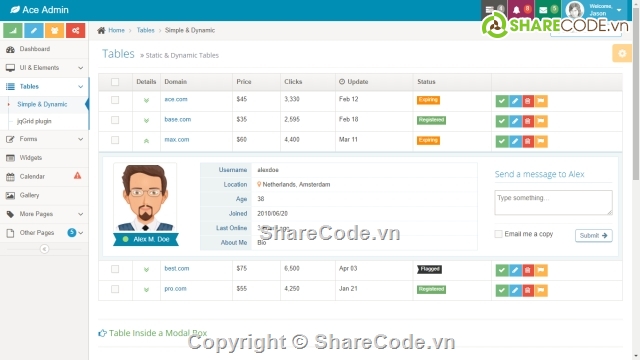 Ace Admin
4
8
5
Welcome,
Jason
SHARECODE.vn
Home › Tables › Simple & Dynamic
Dashboard
UI & Elements
Tables
Simple & Dynamic
jqGrid plugin
Forms
Widgets
Calendar
Gallery
More Pages
Other Pages 5
Tables » Static & Dynamic Tables
Details Domain Price Clicks Update Status
ace.com $45 3,330 Feb 12 Expiring
base.com $35 2,595 Feb 18 Registered
max.com $60 4,400 Mar 11 Expiring
Alex M. Doe
Username alexdoe
Location Netherlands, Amsterdam
Age 38
Joined 2010/06/20
Last Online
About Me Bio
Send a message to Alex
Type something...
Email me a copy
Submit
ShareCode.vn
best.com $75 6,500 Apr 03 Flagged
pro.com $55 4,250 Jan 21 Registered
Table Inside a Modal Box
Copyright © ShareCode.vn